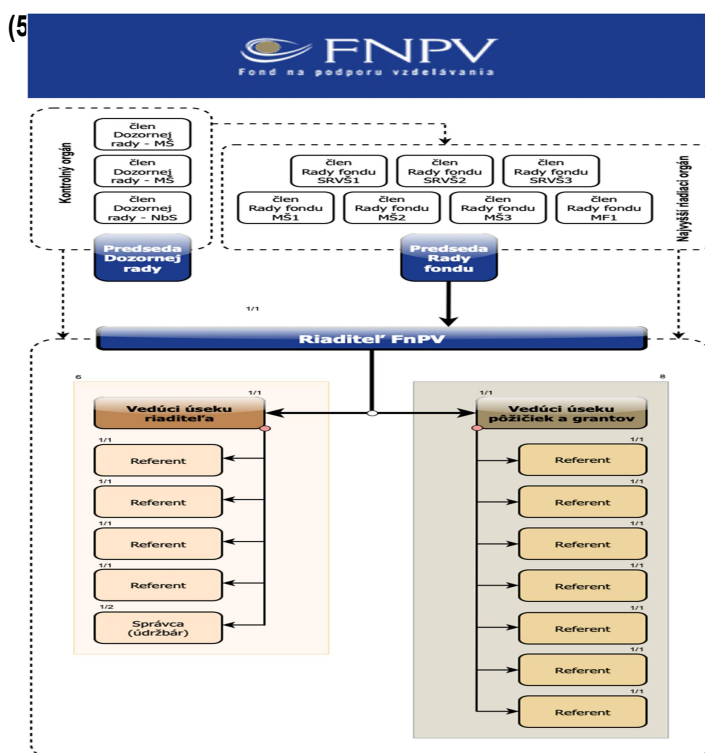 (5
FNPV
Fond na podporu vzdelávania
Kontrolný orgán
člen
Dozornej
rady - MŠ
člen
Dozornej
rady - MŠ
člen
Dozornej
rady - NbS
Predseda
Dozornej
rady
člen
Rady fondu
SRVŠ1
člen
Rady fondu
SRVŠ2
člen
Rady fondu
SRVŠ3
člen
Rady fondu
MŠ1
člen
Rady fondu
MŠ2
člen
Rady fondu
MŠ3
člen
Rady fondu
MF1
Najvyšší riadiaci orgán
Predseda
Rady
fondu
1/1
Riaditeľ FnPV
6
1/1
Vedúci úseku
riaditeľa
1/1
Referent
1/1
Referent
1/1
Referent
1/1
Referent
1/2
Správca
(údržbár)
8
1/1
Vedúci úseku
pôžičiek a grantov
1/1
Referent
1/1
Referent
1/1
Referent
1/1
Referent
1/1
Referent
1/1
Referent
1/1
Referent